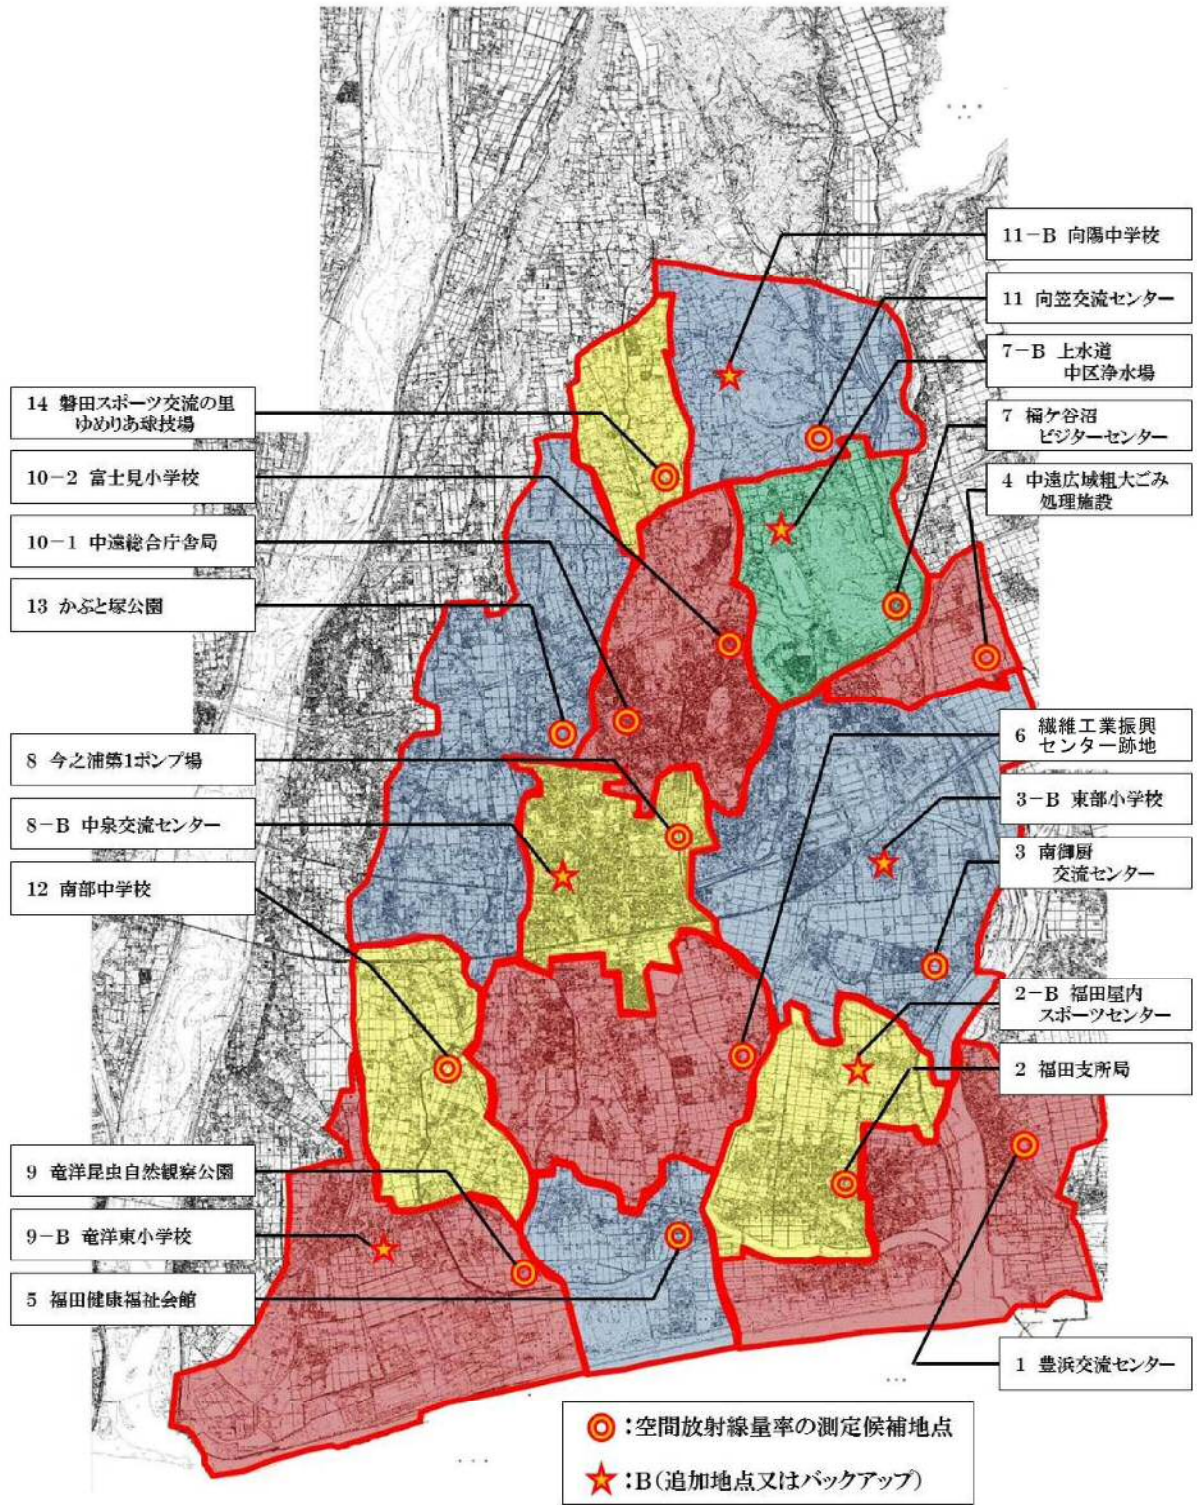 11-B 向陽中学校
11 向笠交流センター
7-B 上水道
中区浄水場
7 桶ケ谷沼
ビジターセンター
4 中遠広域粗大ごみ
処理施設
14 磐田スポーツ交流の里
ゆめりあ球技場
10-2 富士見小学校
10-1 中遠総合庁舎局
13 かぶと塚公園
8 今之浦第1ポンプ場
8-B 中泉交流センター
12 南部中学校
6 繊維工業振興
センター跡地
3-B 東部小学校
3 南御厨
交流センター
2-B 福田屋内
スポーツセンター
2 福田支所局
9 竜洋昆虫自然観察公園
9-B 竜洋東小学校
5 福田健康福祉会館
1 豊浜交流センター
:空間放射線量率の測定候補地点
:B(追加地点又はバックアップ)